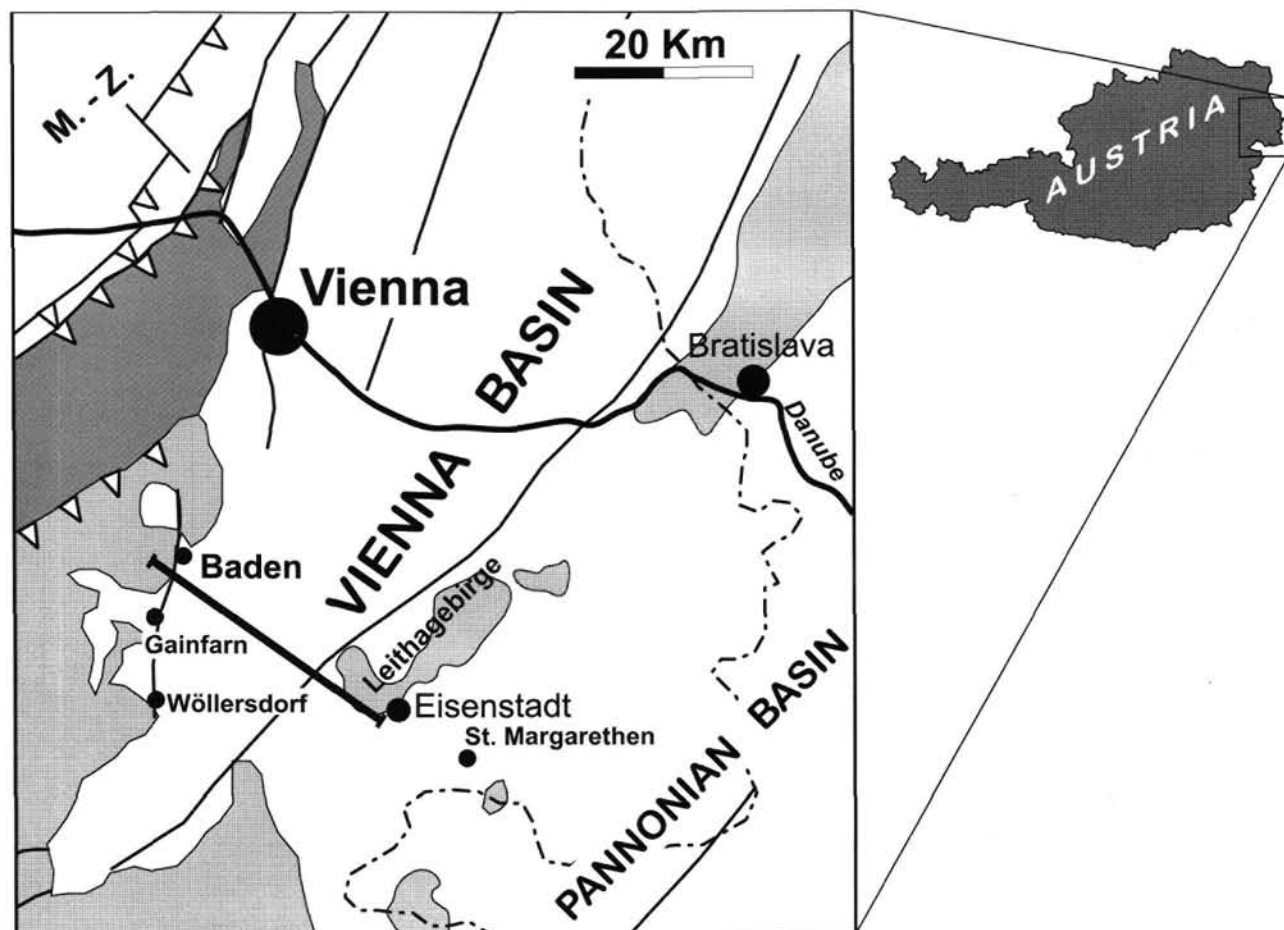 20 Km
M. - Z.
AUSTRIA
Vienna
BASIN
Bratislava
Danube
VIENNA
Baden
Leithagebirge
Gainfarn
Wöllersdorf
Eisenstadt
St. Margarethen
BASIN
PANNONIAN